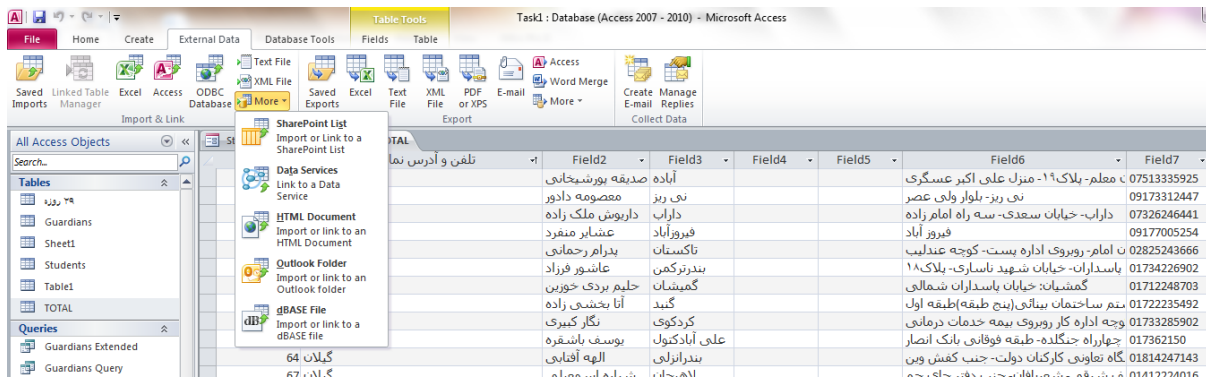 Task1 : Database (Access 2007 - 2010) - Microsoft Access
Table Tools
File Home Create External Data Database Tools Fields Table
Text File
XML File
More
Access
Word Merge
More
Saved Imports
Linked Table Manager
Excel
Access
ODBC Database
Saved Exports
Excel
Text File
XML File
PDF or XPS
E-mail
Create E-mail
Manage Replies
Import & Link
Export
Collect Data
SharePoint List
Import or Link to a
SharePoint List
Data Services
Link to a Data
Service
HTML Document
Import or link to an
HTML Document
Outlook Folder
Import or link to an
Outlook folder
dBASE File
Import or link to a
dBASE file
All Access Objects
Search...
Tables
۲۹ روزه
Guardians
Sheet1
Students
Table1
TOTAL
Queries
Guardians Extended
Guardians Query
تلفن و آدرس Field2 Field3 Field4 Field5 Field6 Field7
صدیقه پورشیخانی آباده معلم- پلاک۱۹- منزل علی اکبر عسگری 07513335925
معصومه دادور نی ریز نی ریز- بلوار ولی عصر 09173312447
داریوش ملک زاده داراب داراب- خیابان سعدی- سه راه امام زاده 07326246441
عشایر منفرد فیروزآباد فیروز آباد 09177005254
پدرام رحمانی تاکستان امام- روبروی اداره پست- کوچه عندلیب 02825243666
عاشور فرزاد بندرترکمن پاسداران- خیابان شهید ناساری- پلاک۱۸ 01734226902
حلیم بردی خوزین گمیشان گمشیان: خیابان پاسداران شمالی 01712248703
آنا بخشی زاده گنبد ساختمان بینائی(پنج طبقه)طبقه اول 01722235492
نگار کبیری کردکوی اداره کار روبروی بیمه خدمات درمانی 01733285902
یوسف باشقره علی آبادکتول چهارراه جنگلده- طبقه فوقانی بانک انصار 017362150
64 گیلان الهه آفتابی بندرانزلی تعاونی کارکنان دولت- جنب کفش وین 01814247143
67 گیلان لاهیجان 01412224016